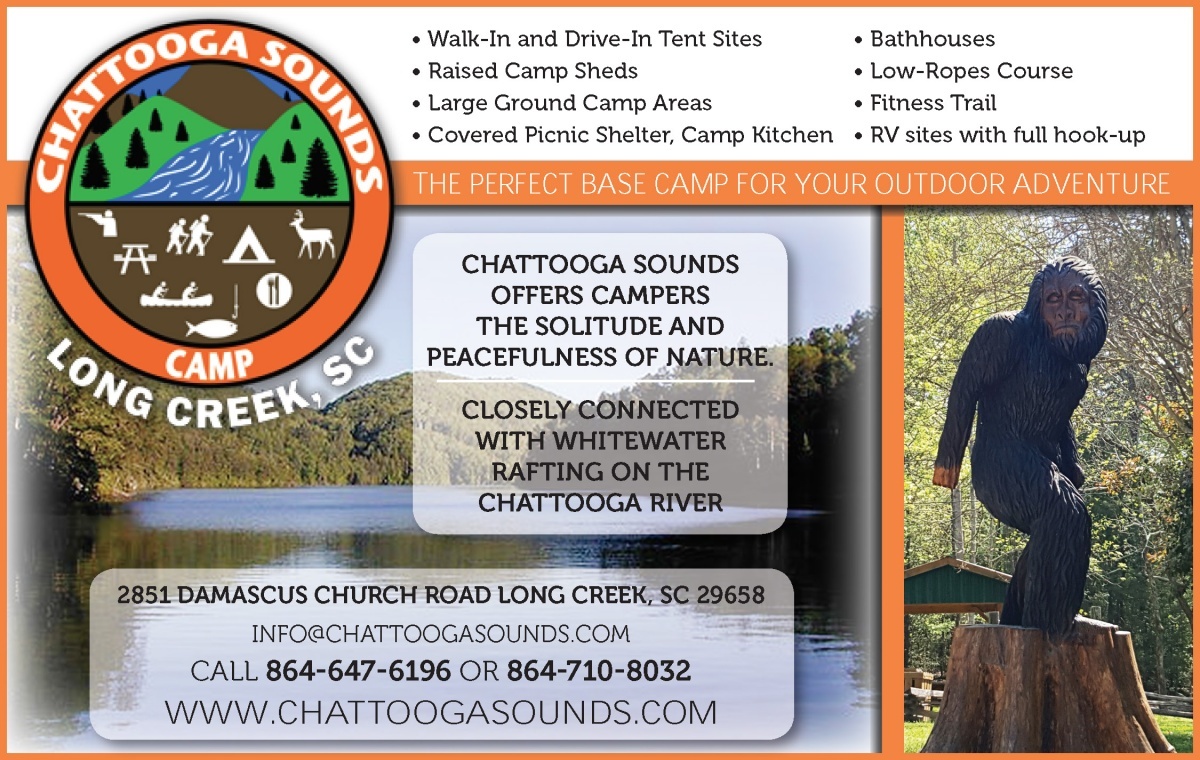 CHATTOOGA SOUNDS
CAMP
LONG CREEK, SC
• Walk-In and Drive-In Tent Sites
• Raised Camp Sheds
• Large Ground Camp Areas
• Covered Picnic Shelter, Camp Kitchen
• Bathhouses
• Low-Ropes Course
• Fitness Trail
• RV sites with full hook-up
THE PERFECT BASE CAMP FOR YOUR OUTDOOR ADVENTURE
CHATTOOGA SOUNDS
OFFERS CAMPERS
THE SOLITUDE AND
PEACEFULNESS OF NATURE.
CLOSELY CONNECTED
WITH WHITEWATER
RAFTING ON THE
CHATTOOGA RIVER
2851 DAMASCUS CHURCH ROAD LONG CREEK, SC 29658
INFO@CHATTOOGASOUNDS.COM
CALL 864-647-6196 OR 864-710-8032
WWW.CHATTOOGASOUNDS.COM